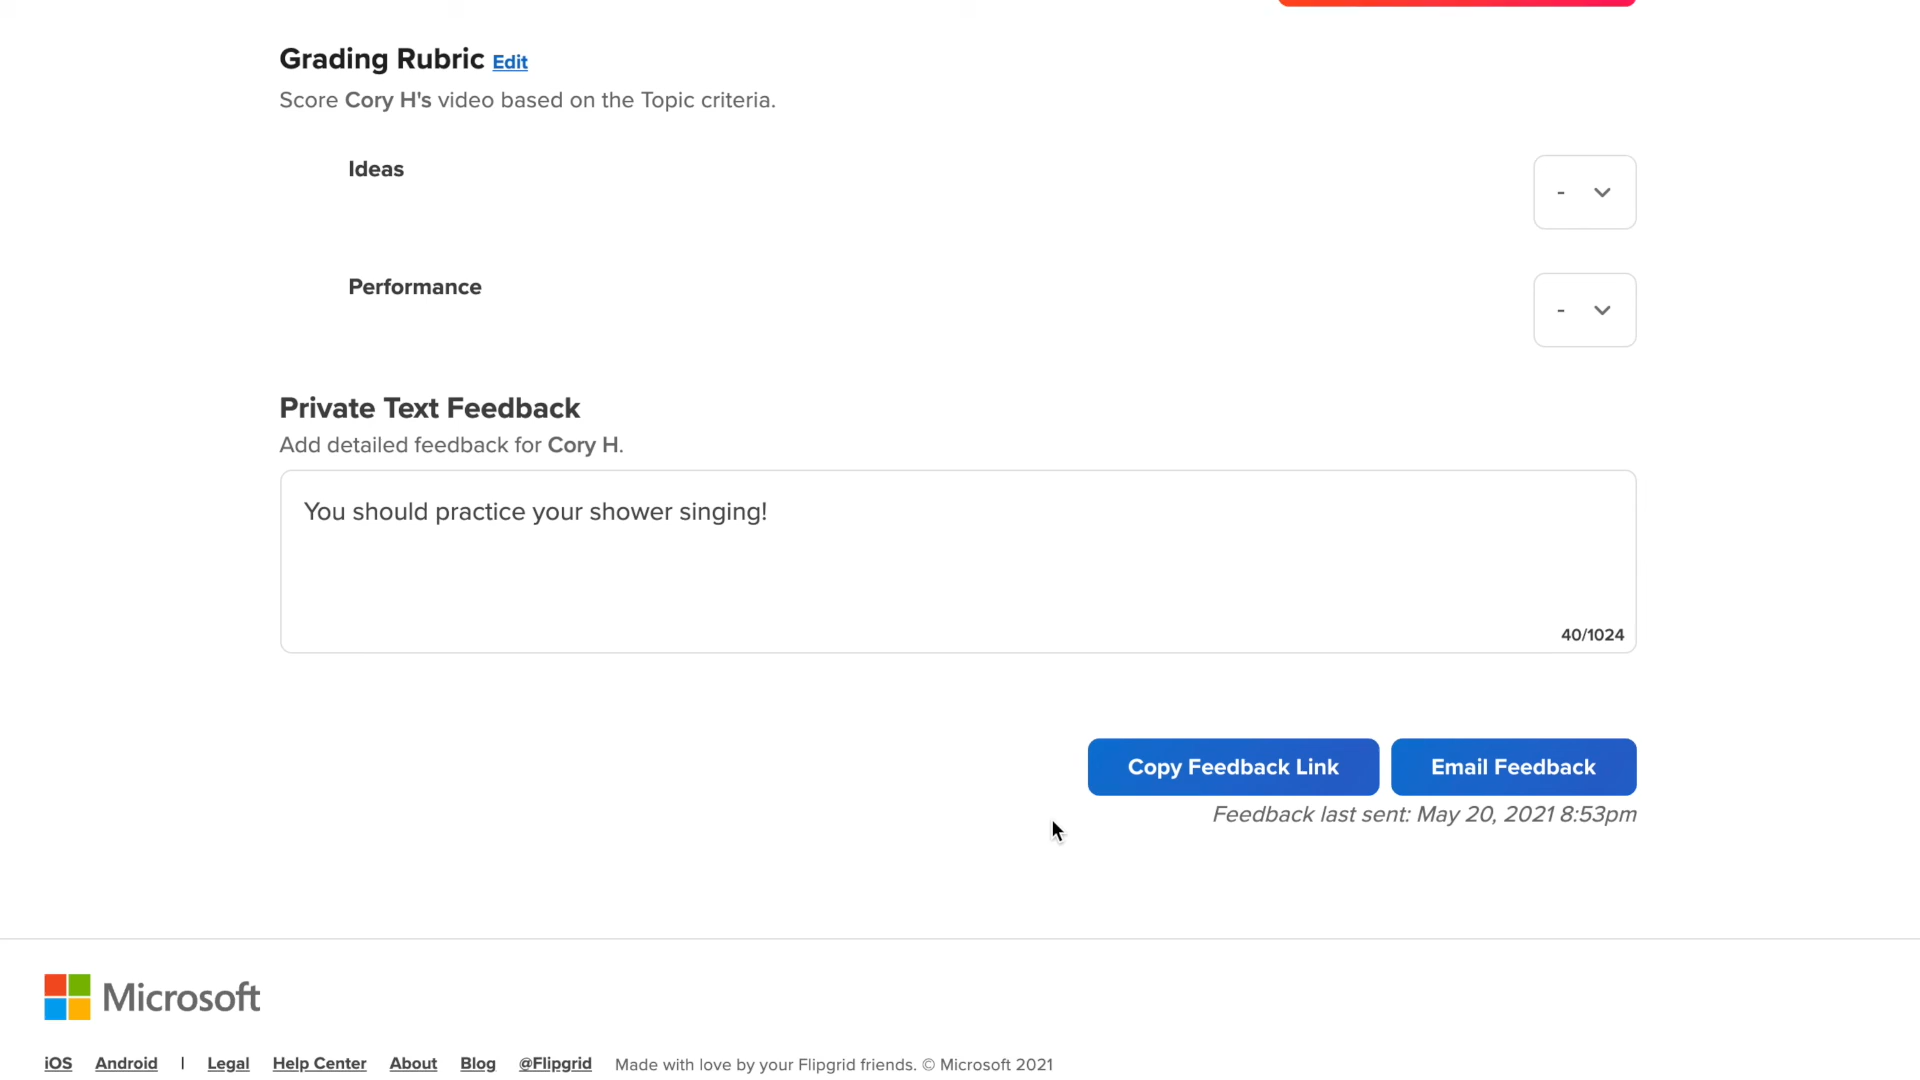 Grading Rubric Edit
Score Cory H's video based on the Topic criteria.
Ideas
-
Performance
-
Private Text Feedback
Add detailed feedback for Cory H.
You should practice your shower singing!
40/1024
Copy Feedback Link Email Feedback
Feedback last sent: May 20, 2021 8:53pm
Microsoft
iOS Android | Legal Help Center About Blog @Flipgrid Made with love by your Flipgrid friends. © Microsoft 2021